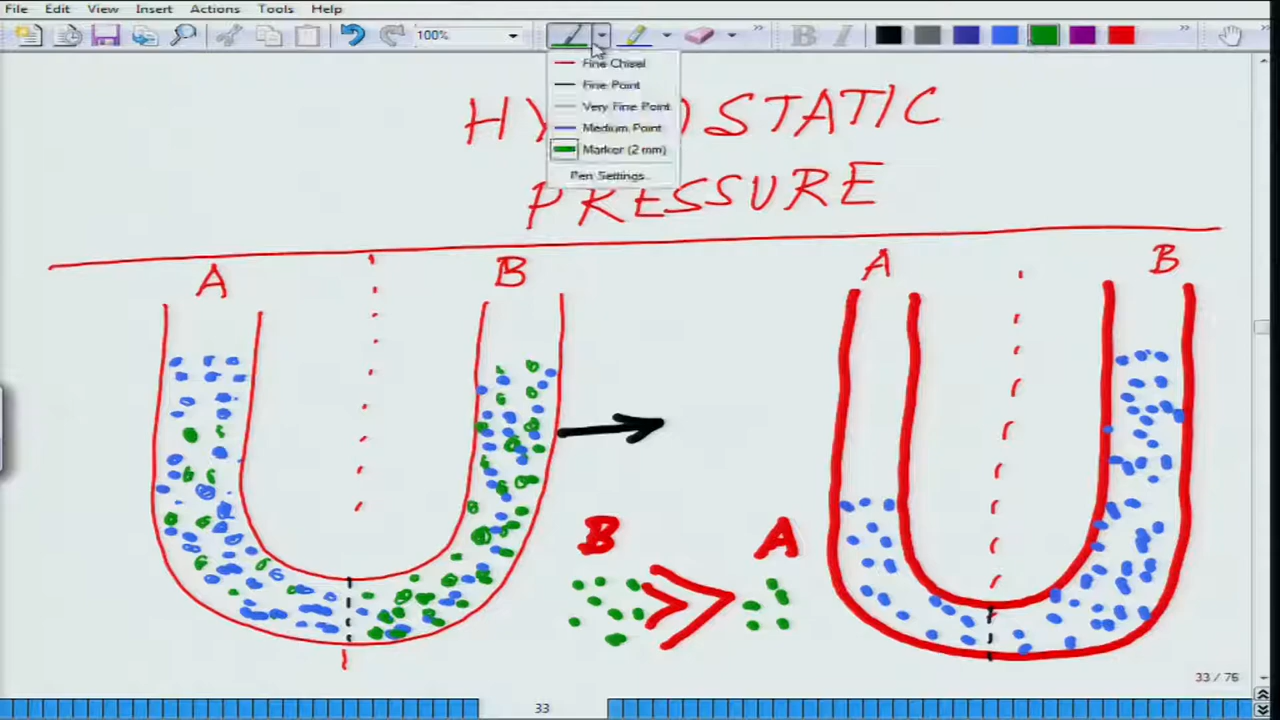 File Edit View Insert Actions Tools Help
100%
B I
Fine Chisel
Fine Point
Very Fine Point
Medium Point
Marker (2 mm)
Pen Settings...
STATIC
PRESSURE
A B A B
B A
33 / 76
33